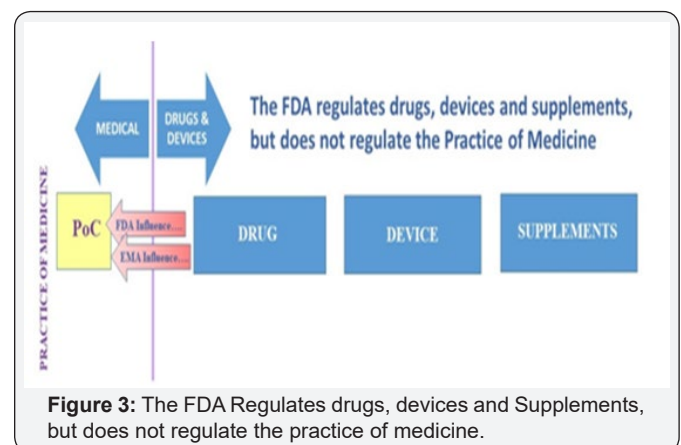 MEDICAL
DRUGS &
DEVICES
The FDA regulates drugs, devices and supplements,
but does not regulate the Practice of Medicine
PRACTICE OF MEDICINE
PoC
FDA Influence....
EMA Influence....
DRUG
DEVICE
SUPPLEMENTS
Figure 3: The FDA Regulates drugs, devices and Supplements,
but does not regulate the practice of medicine.